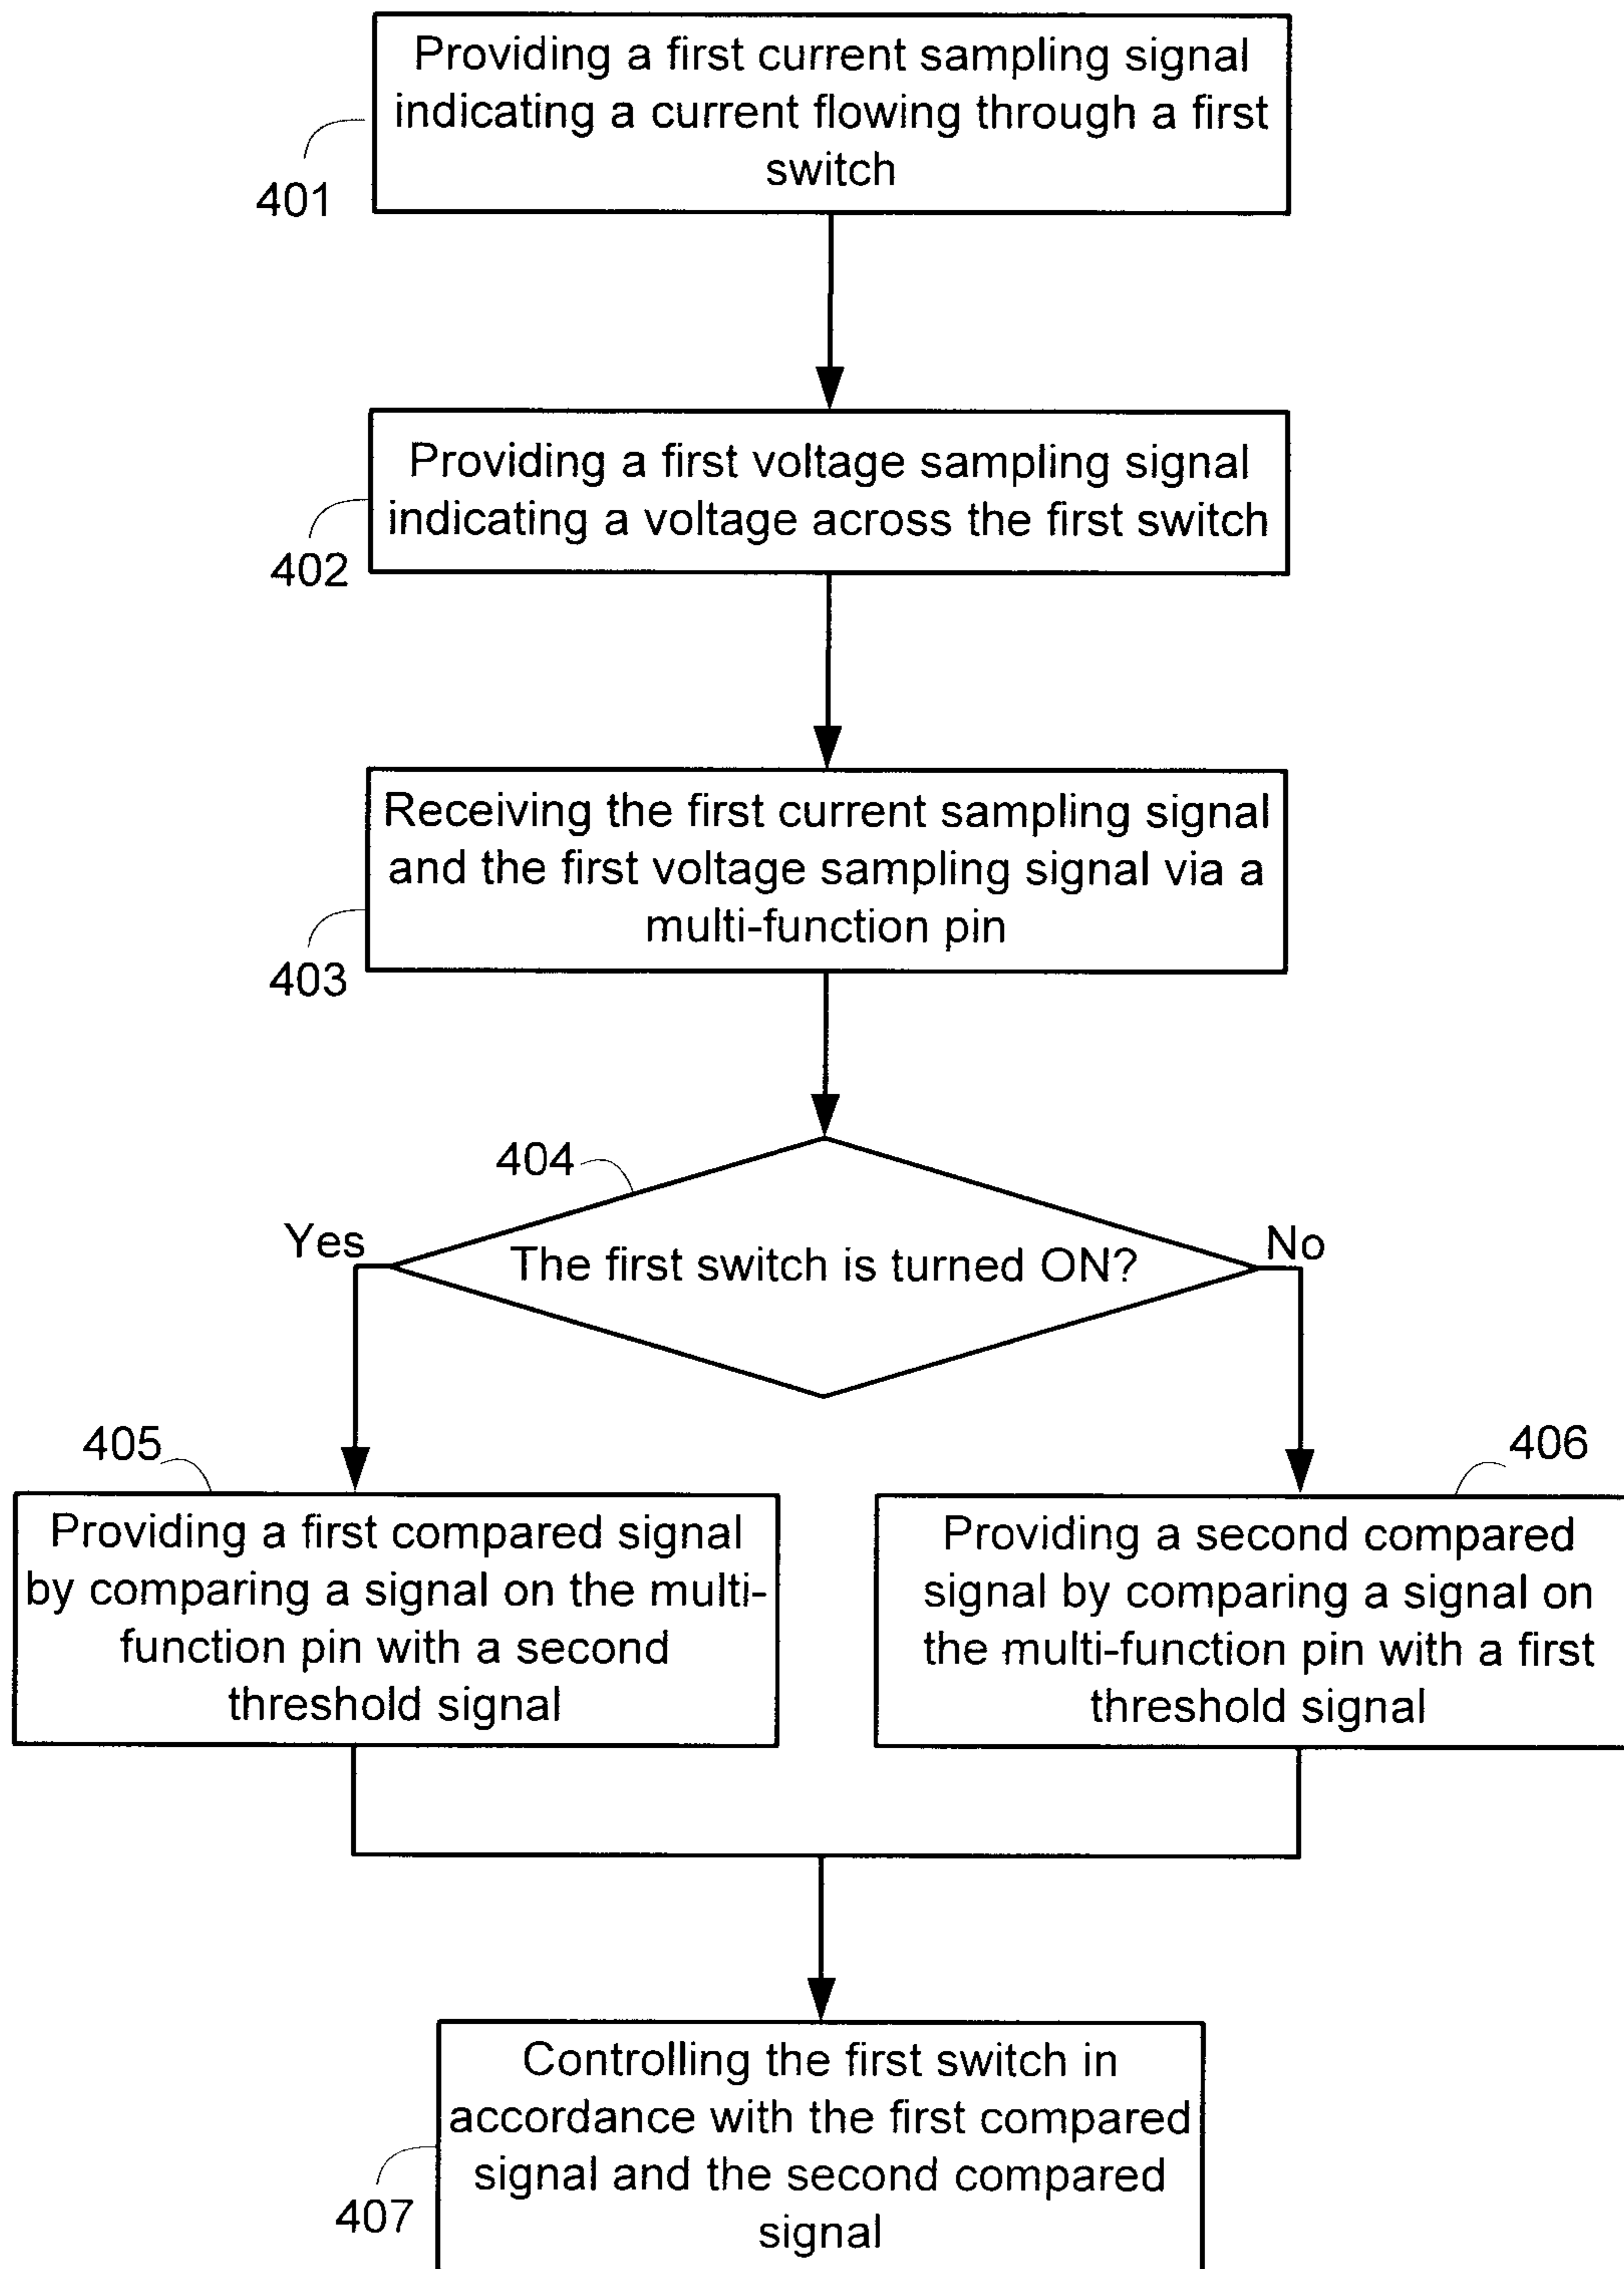 Providing a first current sampling signal
indicating a current flowing through a first
switch
401
Providing a first voltage sampling signal
indicating a voltage across the first switch
402
Receiving the first current sampling signal
and the first voltage sampling signal via a
multi-function pin
403
404
Yes
The first switch is turned ON?
No
405
Providing a first compared signal
by comparing a signal on the multi-
function pin with a second
threshold signal
406
Providing a second compared
signal by comparing a signal on
the multi-function pin with a first
threshold signal
Controlling the first switch in
accordance with the first compared
signal and the second compared
signal
407